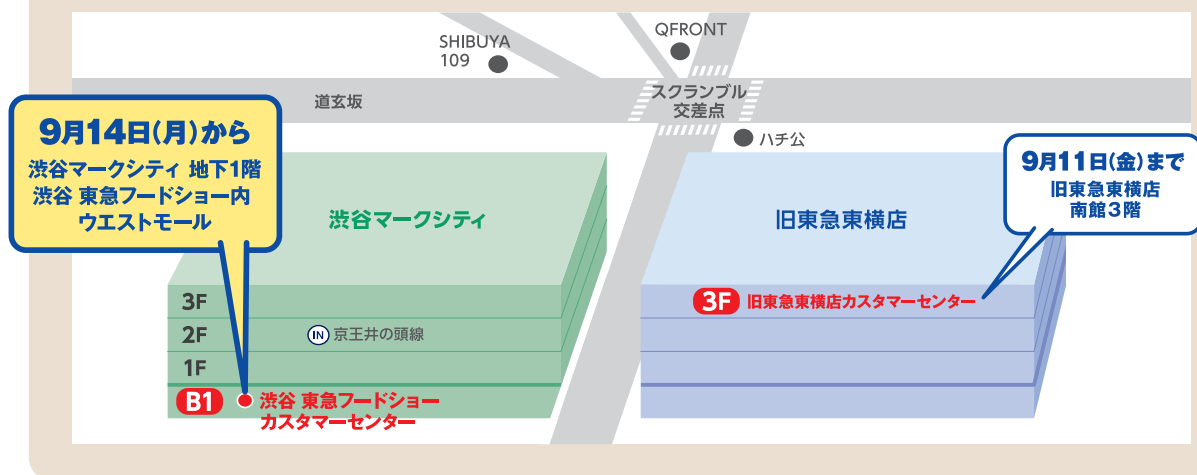 QFRONT
SHIBUYA
109
道玄坂
スクランブル
交差点
ハチ公
9月14日(月)から
渋谷マークシティ 地下1階
渋谷 東急フードショー内
ウエストモール
9月11日(金)まで
旧東急東横店
南館3階
渋谷マークシティ
旧東急東横店
3F
2F
IN 京王井の頭線
1F
B1 渋谷 東急フードショー
カスタマーセンター
3F 旧東急東横店カスタマーセンター